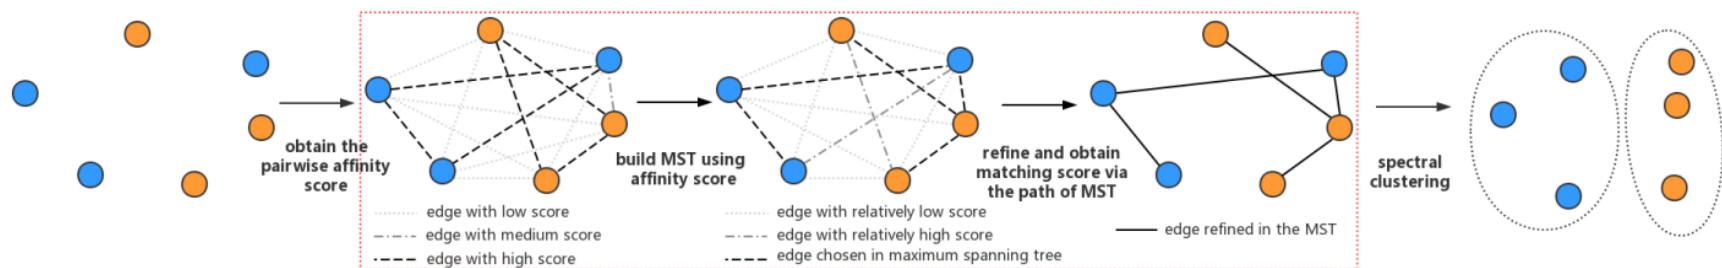 obtain the
pairwise affinity
score
edge with low score
edge with medium score
edge with high score
build MST using
affinity score
edge with relatively low score
edge with relatively high score
edge chosen in maximum spanning tree
refine and obtain
matching score via
the path of MST
edge refined in the MST
spectral
clustering